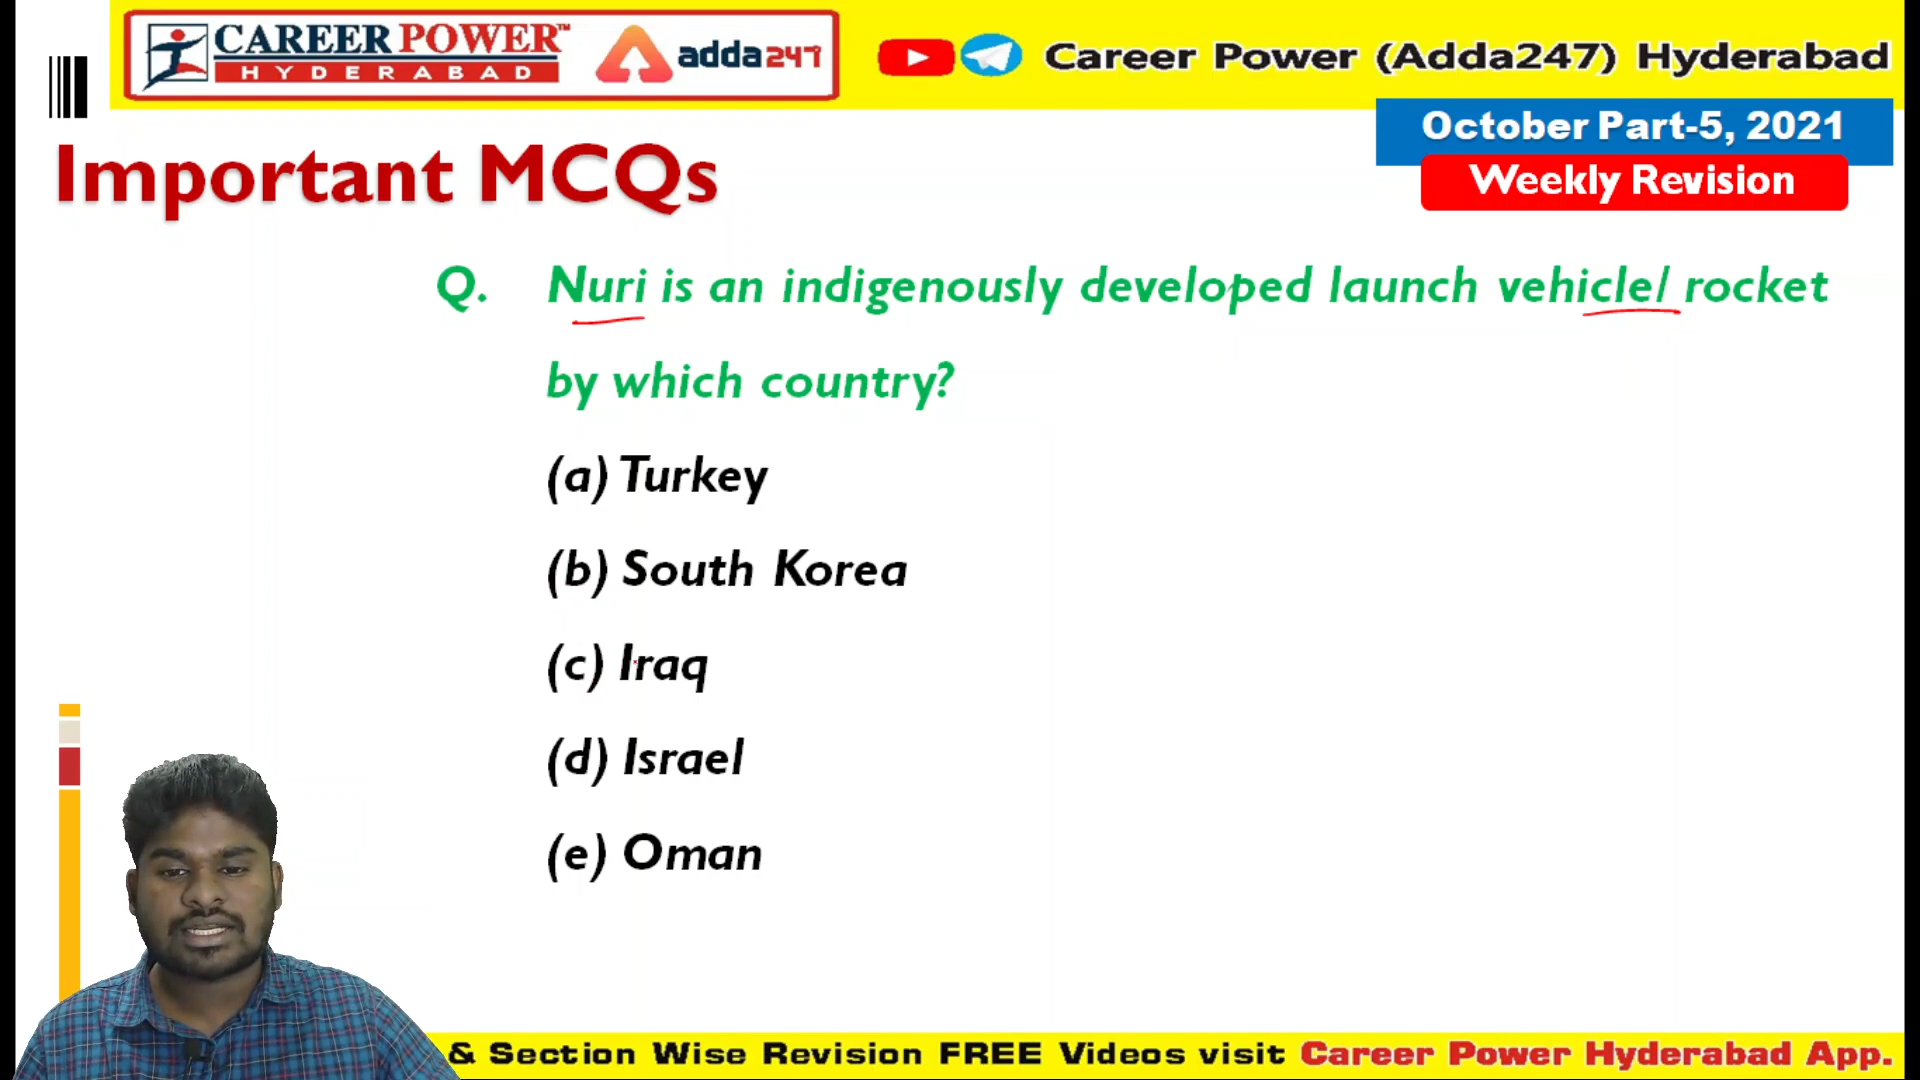 CAREER POWER™
HYDERABAD
adda247
Career Power (Adda247) Hyderabad
October Part-5, 2021
Weekly Revision
Important MCQs
Q. Nuri is an indigenously developed launch vehicle/ rocket
by which country?
(a) Turkey
(b) South Korea
(c) Iraq
(d) Israel
(e) Oman
& Section Wise Revision FREE Videos visit Career Power Hyderabad App.